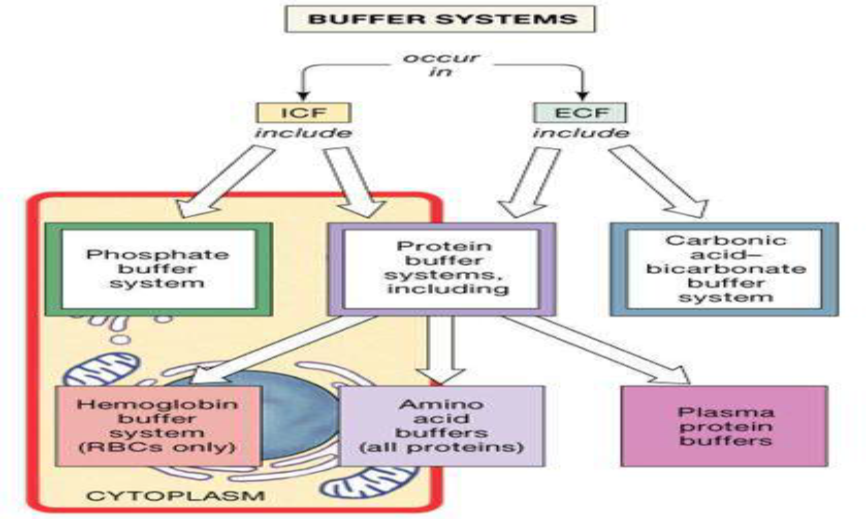 BUFFER SYSTEMS
occur
in
ICF
ECF
include
include
Phosphate
buffer
system
Protein
buffer
systems,
including
Carbonic
acid–
bicarbonate
buffer
system
Hemoglobin
buffer
system
(RBCs only)
Amino
acid
buffers
(all proteins)
Plasma
protein
buffers
CYTOPLASM